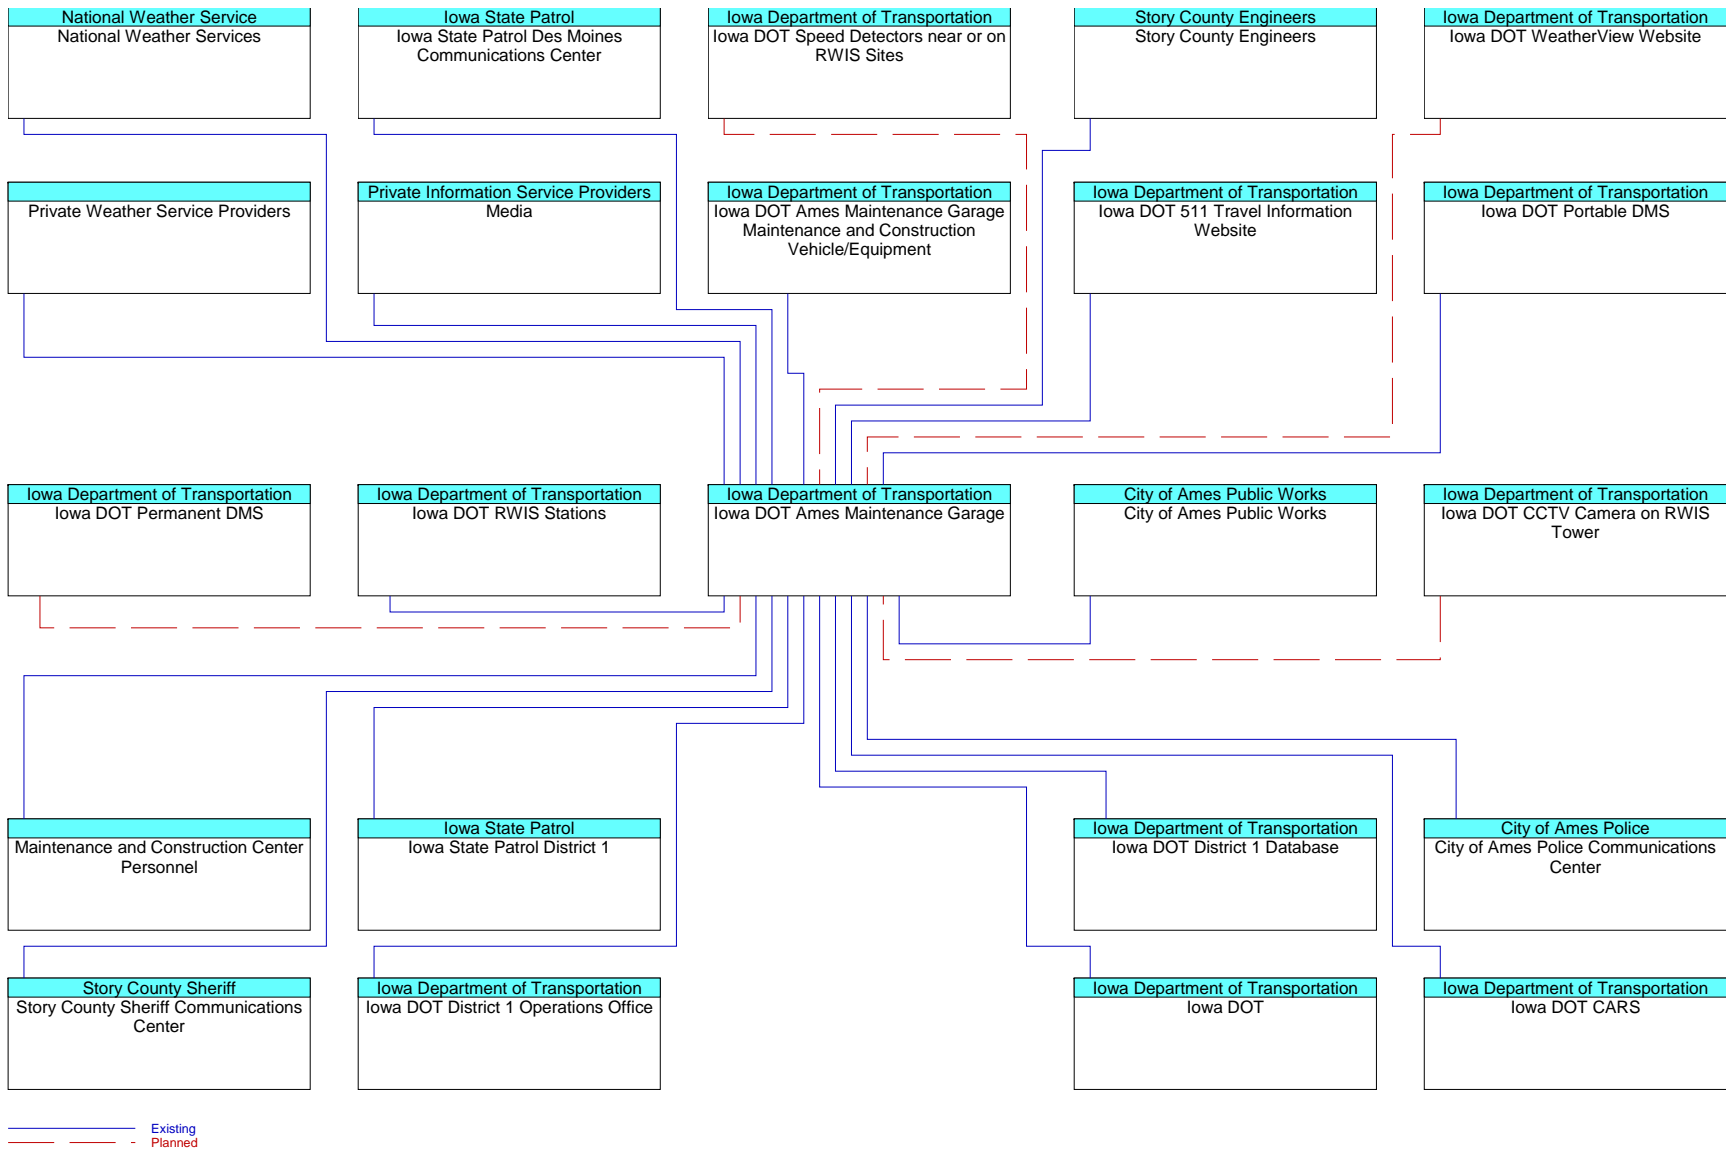 National Weather Service
National Weather Services
Iowa State Patrol
Iowa State Patrol Des Moines
Communications Center
Iowa Department of Transportation
Iowa DOT Speed Detectors near or on
RWIS Sites
Story County Engineers
Story County Engineers
Iowa Department of Transportation
Iowa DOT WeatherView Website
Private Weather Service Providers
Private Information Service Providers
Media
Iowa Department of Transportation
Iowa DOT Ames Maintenance Garage
Maintenance and Construction
Vehicle/Equipment
Iowa Department of Transportation
Iowa DOT 511 Travel Information
Website
Iowa Department of Transportation
Iowa DOT Portable DMS
Iowa Department of Transportation
Iowa DOT Permanent DMS
Iowa Department of Transportation
Iowa DOT RWIS Stations
Iowa Department of Transportation
Iowa DOT Ames Maintenance Garage
City of Ames Public Works
City of Ames Public Works
Iowa Department of Transportation
Iowa DOT CCTV Camera on RWIS
Tower
Maintenance and Construction Center
Personnel
Iowa State Patrol
Iowa State Patrol District 1
Iowa Department of Transportation
Iowa DOT District 1 Database
City of Ames Police
City of Ames Police Communications
Center
Story County Sheriff
Story County Sheriff Communications
Center
Iowa Department of Transportation
Iowa DOT District 1 Operations Office
Iowa Department of Transportation
Iowa DOT
Iowa Department of Transportation
Iowa DOT CARS
Existing
Planned